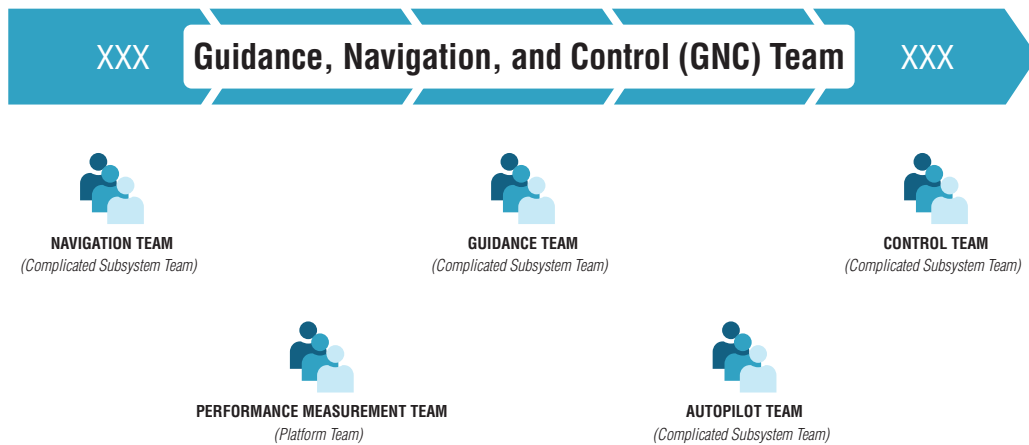 XXX
Guidance, Navigation, and Control (GNC) Team
XXX
NAVIGATION TEAM
(Complicated Subsystem Team)
GUIDANCE TEAM
(Complicated Subsystem Team)
CONTROL TEAM
(Complicated Subsystem Team)
PERFORMANCE MEASUREMENT TEAM
(Platform Team)
AUTOPILOT TEAM
(Complicated Subsystem Team)